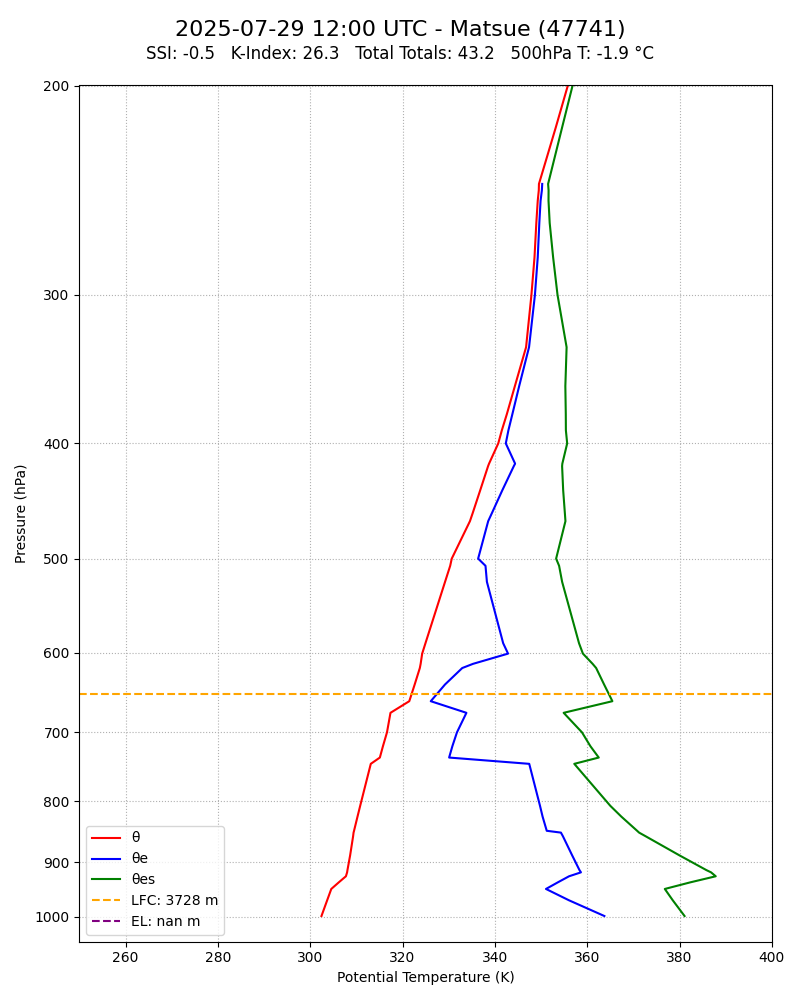 2025-07-29 12:00 UTC - Matsue (47741)
SSI: -0.5   K-Index: 26.3   Total Totals: 43.2   500hPa T: -1.9 °C
200
300
400
500
600
700
800
900
1000
Pressure (hPa)
θ
θe
θes
LFC: 3728 m
EL: nan m
260
280
300
320
340
360
380
400
Potential Temperature (K)